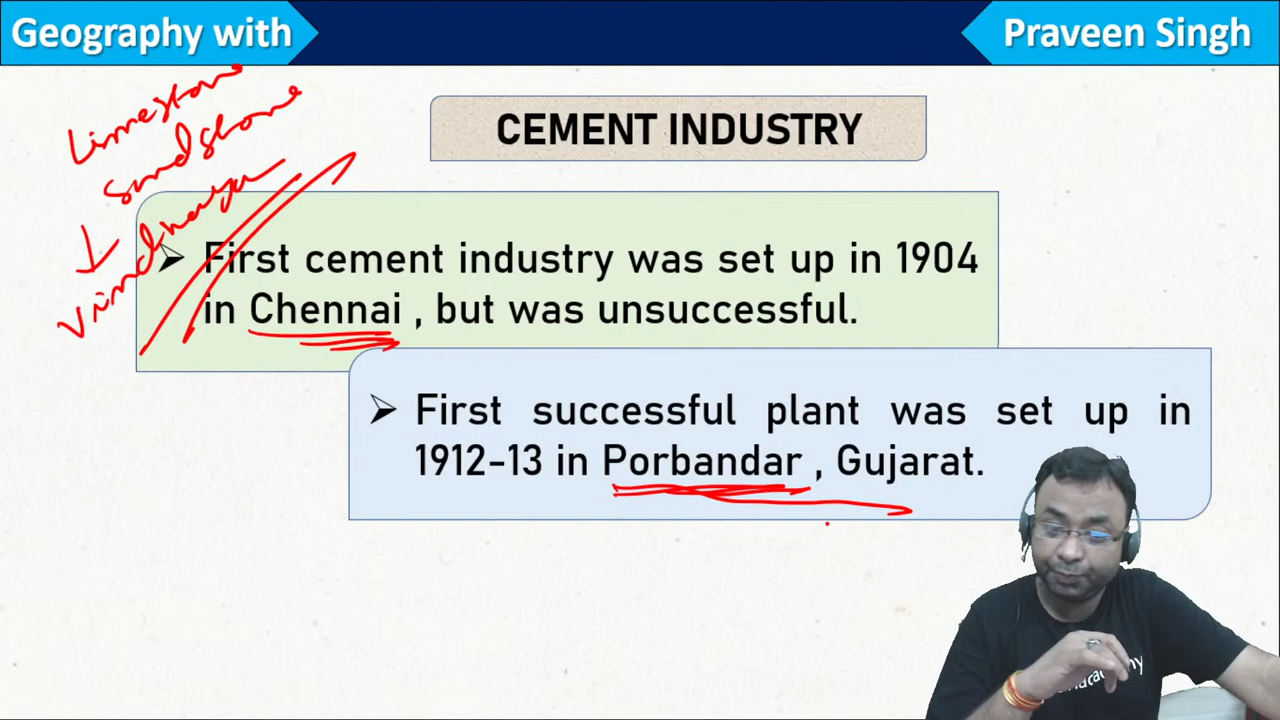 Geography with
Praveen Singh
Limestone
Sandstone
CEMENT INDUSTRY
➤ First cement industry was set up in 1904
in Chennai , but was unsuccessful.
➤ First successful plant was set up in
1912-13 in Porbandar , Gujarat.